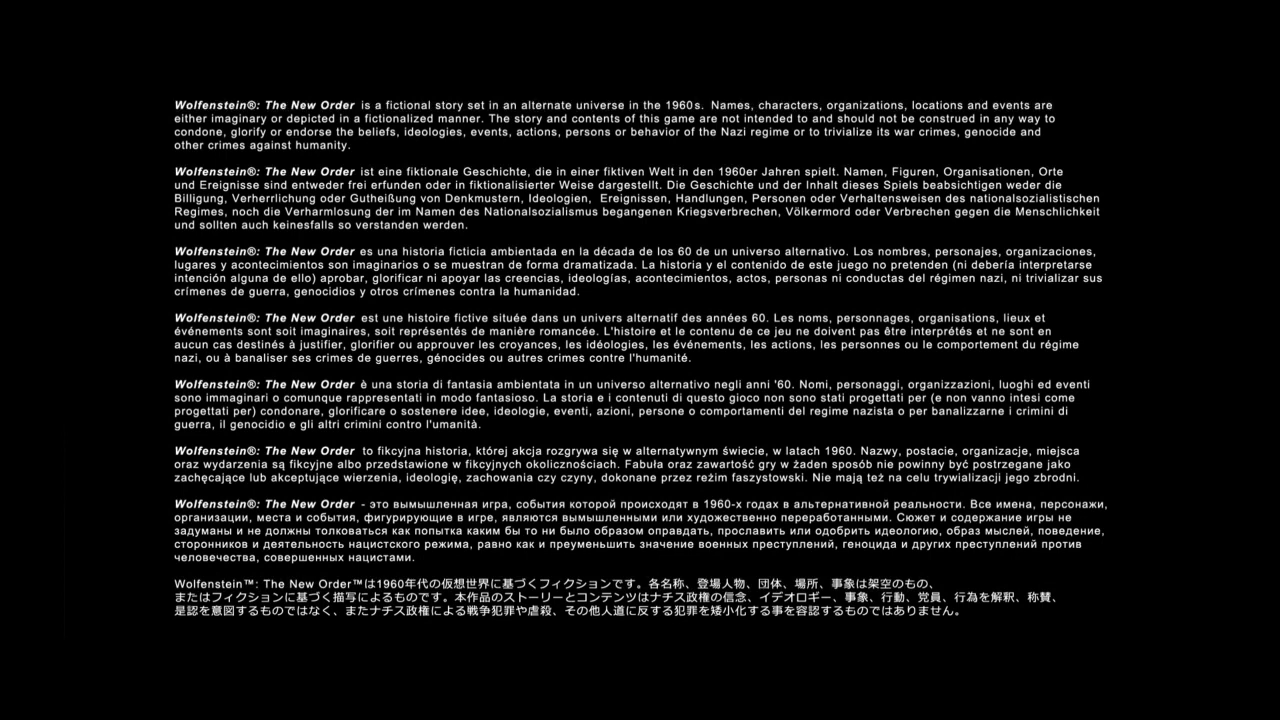 Wolfenstein®: The New Order is a fictional story set in an alternate universe in the 1960s. Names, characters, organizations, locations and events are
either imaginary or depicted in a fictionalized manner. The story and contents of this game are not intended to and should not be construed in any way to
condone, glorify or endorse the beliefs, ideologies, events, actions, persons or behavior of the Nazi regime or to trivialize its war crimes, genocide and
other crimes against humanity.
Wolfenstein®: The New Order ist eine fiktionale Geschichte, die in einer fiktiven Welt in den 1960er Jahren spielt. Namen, Figuren, Organisationen, Orte
und Ereignisse sind entweder frei erfunden oder in fiktionalisierter Weise dargestellt. Die Geschichte und der Inhalt dieses Spiels beabsichtigen weder die
Billigung, Verherrlichung oder Gutheißung von Denkmustern, Ideologien, Ereignissen, Handlungen, Personen oder Verhaltensweisen des nationalsozialistischen
Regimes, noch die Verharmlosung der im Namen des Nationalsozialismus begangenen Kriegsverbrechen, Völkermord oder Verbrechen gegen die Menschlichkeit
und sollten auch keinesfalls so verstanden werden.
Wolfenstein®: The New Order es una historia ficticia ambientada en la década de los 60 de un universo alternativo. Los nombres, personajes, organizaciones,
lugares y acontecimientos son imaginarios o se muestran de forma dramatizada. La historia y el contenido de este juego no pretenden (ni debería interpretarse
intención alguna de ello) aprobar, glorificar ni apoyar las creencias, ideologías, acontecimientos, actos, personas ni conductas del régimen nazi, ni trivializar sus
crímenes de guerra, genocidios y otros crímenes contra la humanidad.
Wolfenstein®: The New Order est une histoire fictive située dans un univers alternatif des années 60. Les noms, personnages, organisations, lieux et
événements sont soit imaginaires, soit représentés de manière romancée. L'histoire et le contenu de ce jeu ne doivent pas être interprétés et ne sont en
aucun cas destinés à justifier, glorifier ou approuver les croyances, les idéologies, les événements, les actions, les personnes ou le comportement du régime
nazi, ou à banaliser ses crimes de guerres, génocides ou autres crimes contre l'humanité.
Wolfenstein®: The New Order è una storia di fantasia ambientata in un universo alternativo negli anni '60. Nomi, personaggi, organizzazioni, luoghi ed eventi
sono immaginari o comunque rappresentati in modo fantasioso. La storia e i contenuti di questo gioco non sono stati progettati per (e non vanno intesi come
progettati per) condonare, glorificare o sostenere idee, ideologie, eventi, azioni, persone o comportamenti del regime nazista o per banalizzarne i crimini di
guerra, il genocidio e gli altri crimini contro l'umanità.
Wolfenstein®: The New Order to fikcyjna historia, której akcja rozgrywa się w alternatywnym świecie, w latach 1960. Nazwy, postacie, organizacje, miejsca
oraz wydarzenia są fikcyjne albo przedstawione w fikcyjnych okolicznościach. Fabuła oraz zawartość gry w żaden sposób nie powinny być postrzegane jako
zachęcające lub akceptujące wierzenia, ideologię, zachowania czy czyny, dokonane przez reżim faszystowski. Nie mają też na celu trywializacji jego zbrodni.
Wolfenstein®: The New Order - это вымышленная игра, события которой происходят в 1960-х годах в альтернативной реальности. Все имена, персонажи,
организации, места и события, фигурирующие в игре, являются вымышленными или художественно переработанными. Сюжет и содержание игры не
задуманы и не должны толковаться как попытка каким бы то ни было образом оправдать, прославить или одобрить идеологию, образ мыслей, поведение,
сторонников и деятельность нацистского режима, равно как и преуменьшить значение военных преступлений, геноцида и других преступлений против
человечества, совершенных нацистами.
Wolfenstein™: The New Order™は1960年代の仮想世界に基づくフィクションです。各名称、登場人物、団体、場所、事象は架空のもの、
またはフィクションに基づく描写によるものです。本作品のストーリーとコンテンツはナチス政権の信念、イデオロギー、事象、行動、党員、行為を解釈、称賛、
是認を意図するものではなく、またナチス政権による戦争犯罪や虐殺、その他人道に反する犯罪を矮小化する事を容認するものではありません。